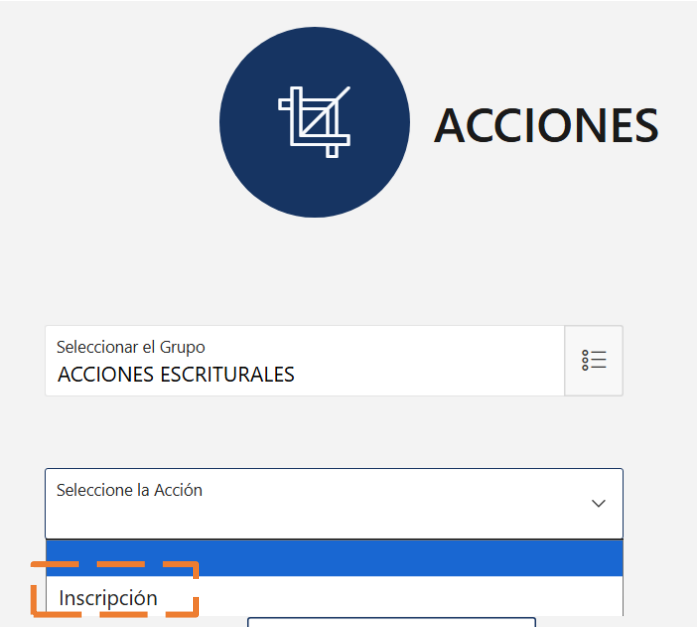 ACCIONES
Seleccionar el Grupo
ACCIONES ESCRITURALES
Seleccione la Acción
Inscripción